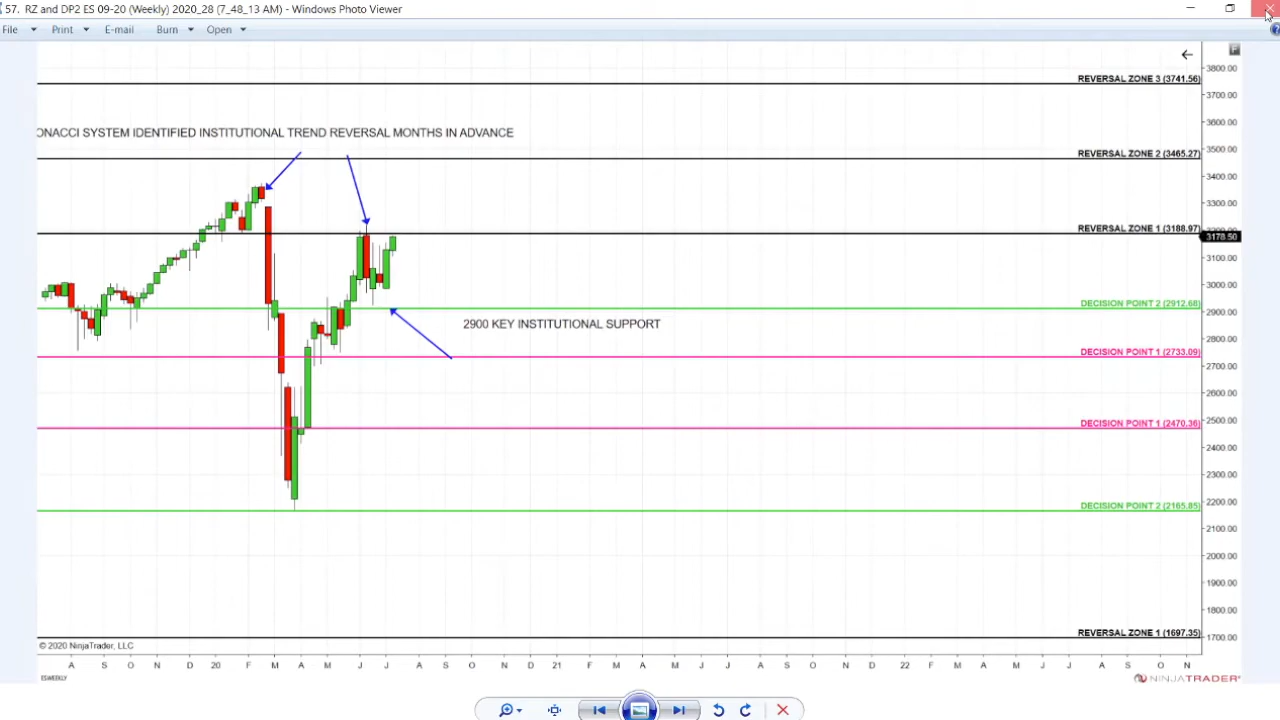 57. RZ and DP2 ES 09-20 (Weekly) 2020_28 (7_48_13 AM) - Windows Photo Viewer
File Print E-mail Burn Open
F
3800.00
REVERSAL ZONE 3 (3741.56)
3700.00
3600.00
ONACCI SYSTEM IDENTIFIED INSTITUTIONAL TREND REVERSAL MONTHS IN ADVANCE
3500.00
REVERSAL ZONE 2 (3465.27)
3400.00
3300.00
REVERSAL ZONE 1 (3188.97)
3178.50
3100.00
3000.00
DECISION POINT 2 (2912.68)
2900.00
2900 KEY INSTITUTIONAL SUPPORT
2800.00
DECISION POINT 1 (2733.09)
2700.00
2600.00
2500.00
DECISION POINT 1 (2470.36)
2400.00
2300.00
DECISION POINT 2 (2165.85)
2200.00
2100.00
2000.00
1900.00
1800.00
REVERSAL ZONE 1 (1697.35)
1700.00
© 2020 NinjaTrader, LLC
A S O N D 20 F M A M J J A S O N D 21 F M A M J J A S O N D 22 F M A M J J A S O N
ESWEEKLY
NINJATRADER